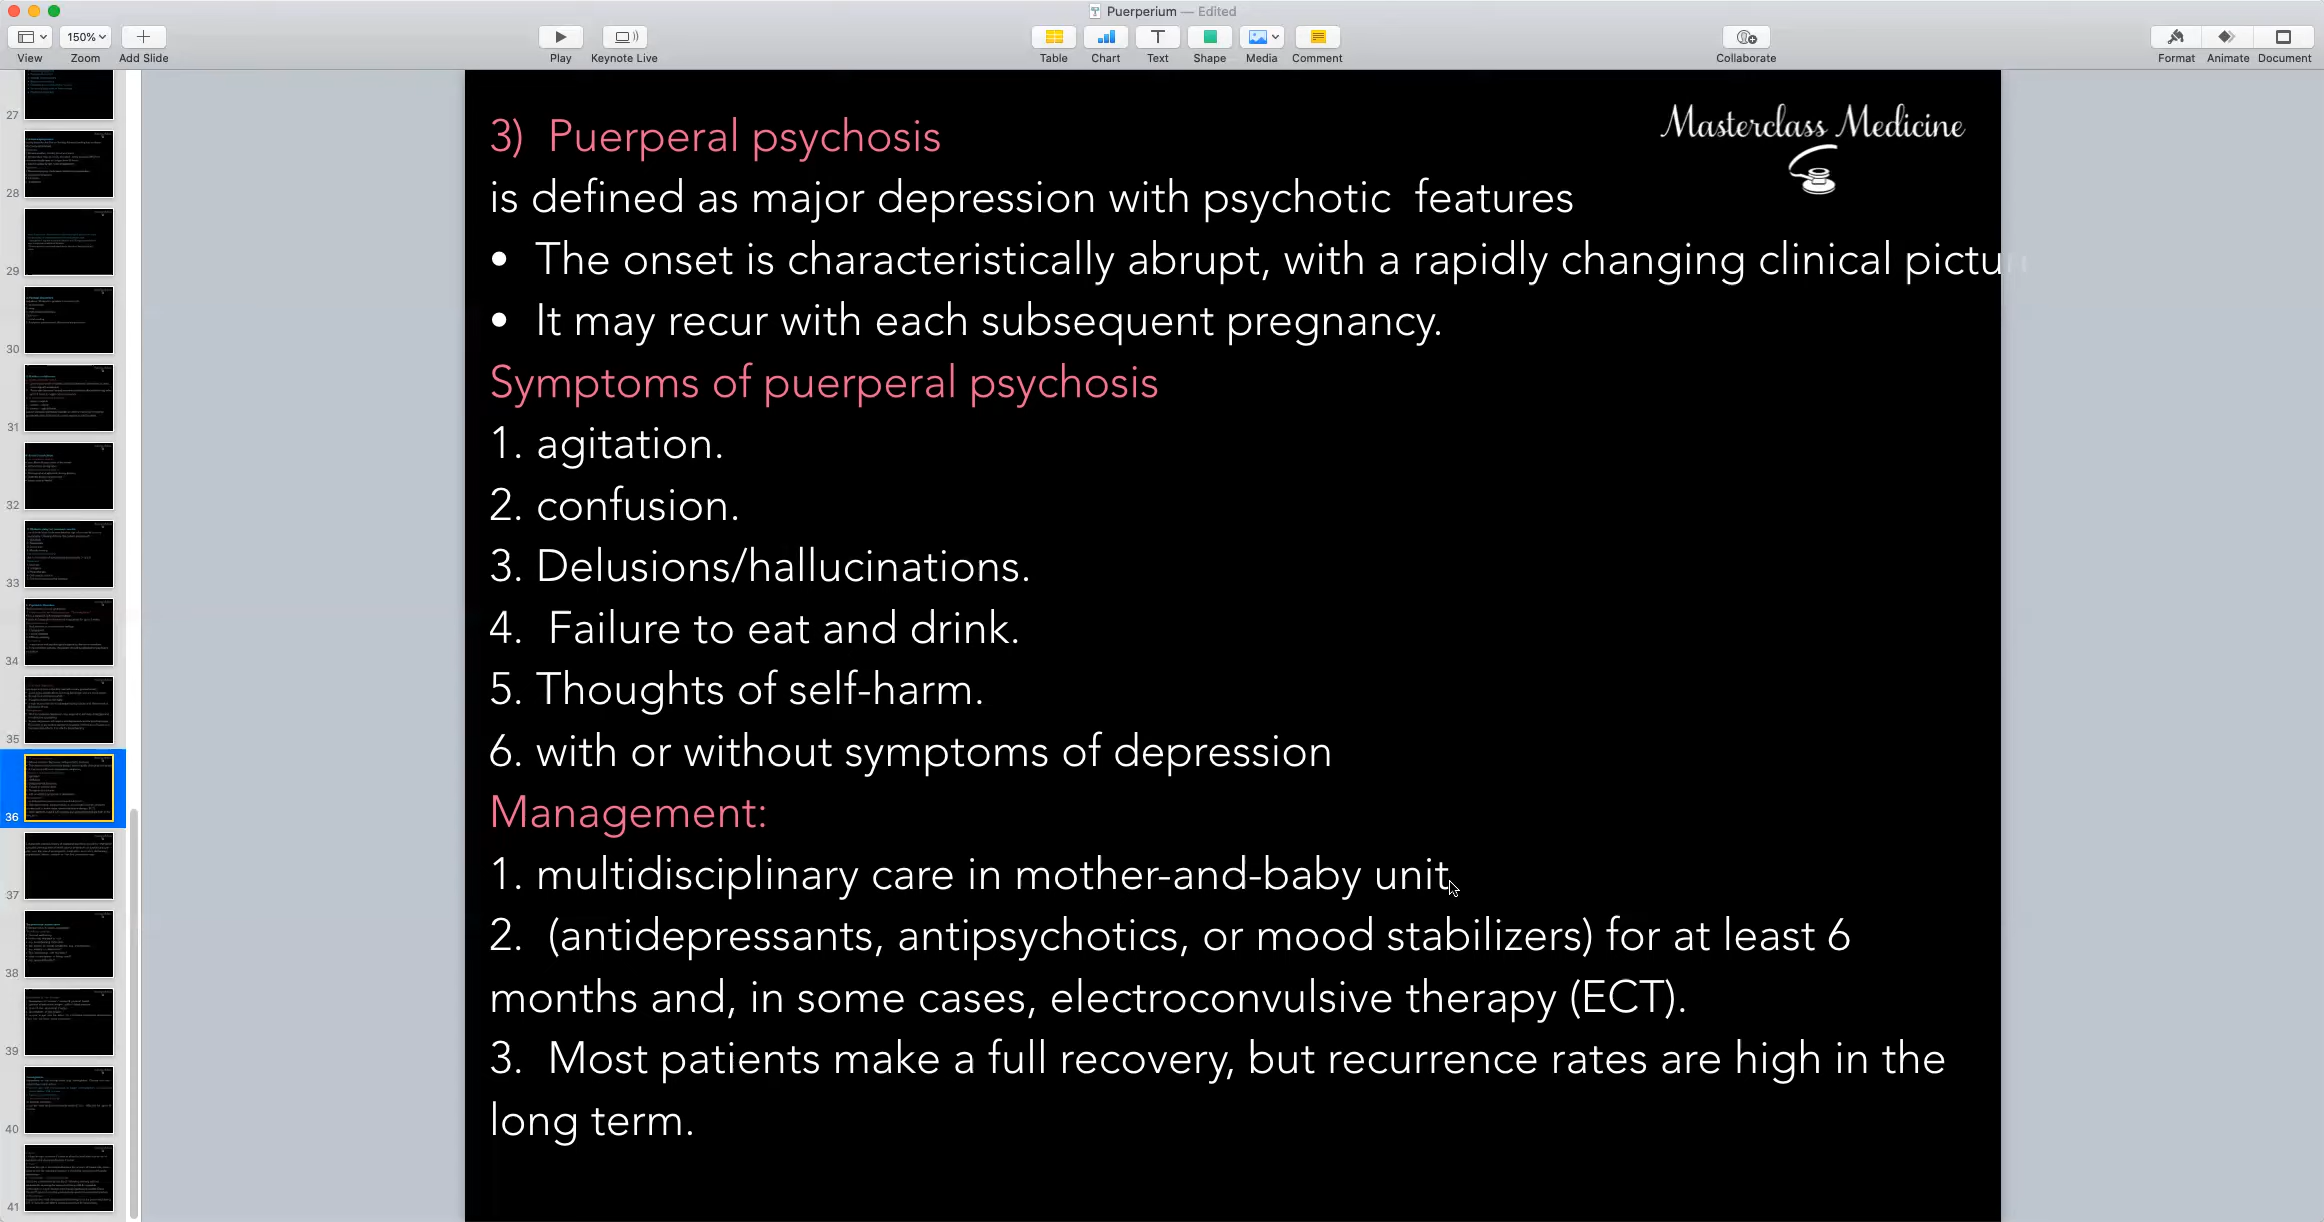 Puerperium — Edited
View
150%
Zoom
Add Slide
Play
Keynote Live
Table
Chart
Text
Shape
Media
Comment
Collaborate
Format
Animate
Document
27
28
29
30
31
32
33
34
35
36
37
38
39
40
41
Masterclass Medicine
3) Puerperal psychosis
is defined as major depression with psychotic features
• The onset is characteristically abrupt, with a rapidly changing clinical pictur
• It may recur with each subsequent pregnancy.
Symptoms of puerperal psychosis
1. agitation.
2. confusion.
3. Delusions/hallucinations.
4. Failure to eat and drink.
5. Thoughts of self-harm.
6. with or without symptoms of depression
Management:
1. multidisciplinary care in mother-and-baby unit
2. (antidepressants, antipsychotics, or mood stabilizers) for at least 6
months and, in some cases, electroconvulsive therapy (ECT).
3. Most patients make a full recovery, but recurrence rates are high in the
long term.